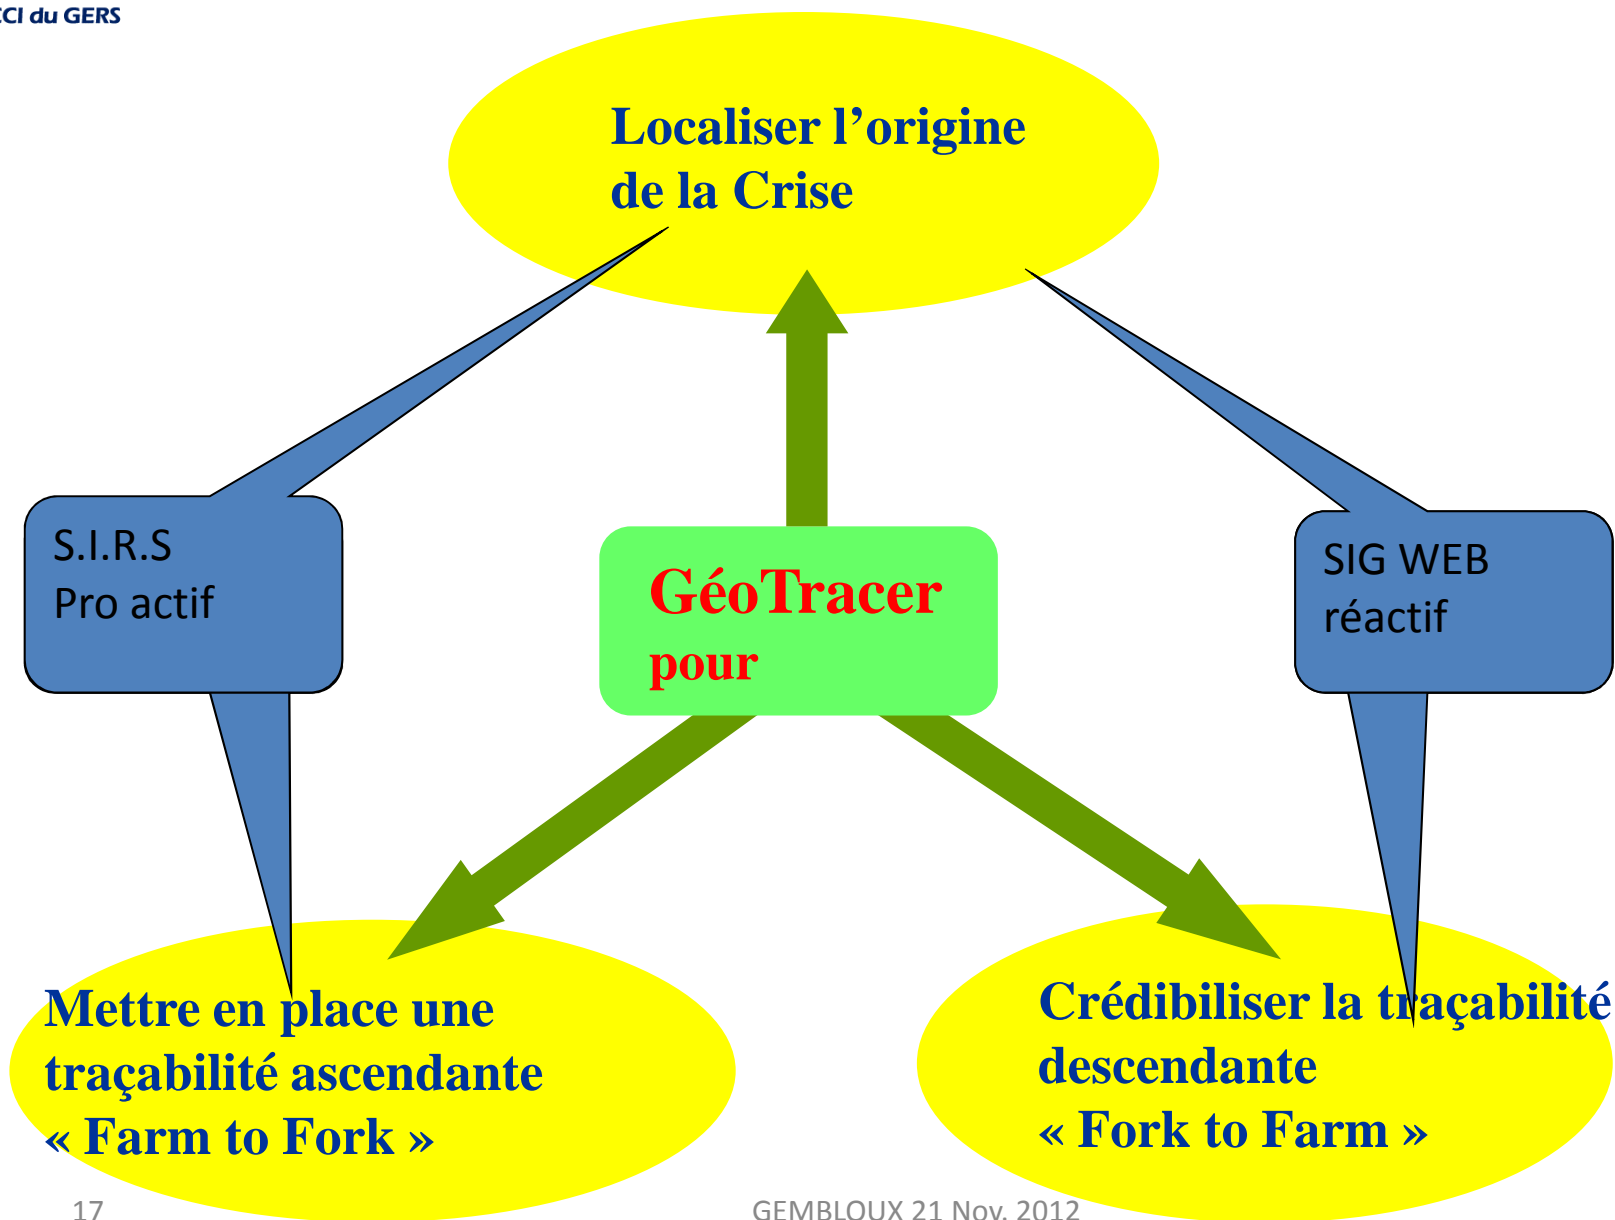 CCI du GERS
Localiser l’origine
de la Crise
S.I.R.S
Pro actif
GéoTracer
pour
SIG WEB
réactif
Mettre en place une
traçabilité ascendante
« Farm to Fork »
Crédibiliser la traçabilité
descendante
« Fork to Farm »
17
GEMBLOUX 21 Nov. 2012